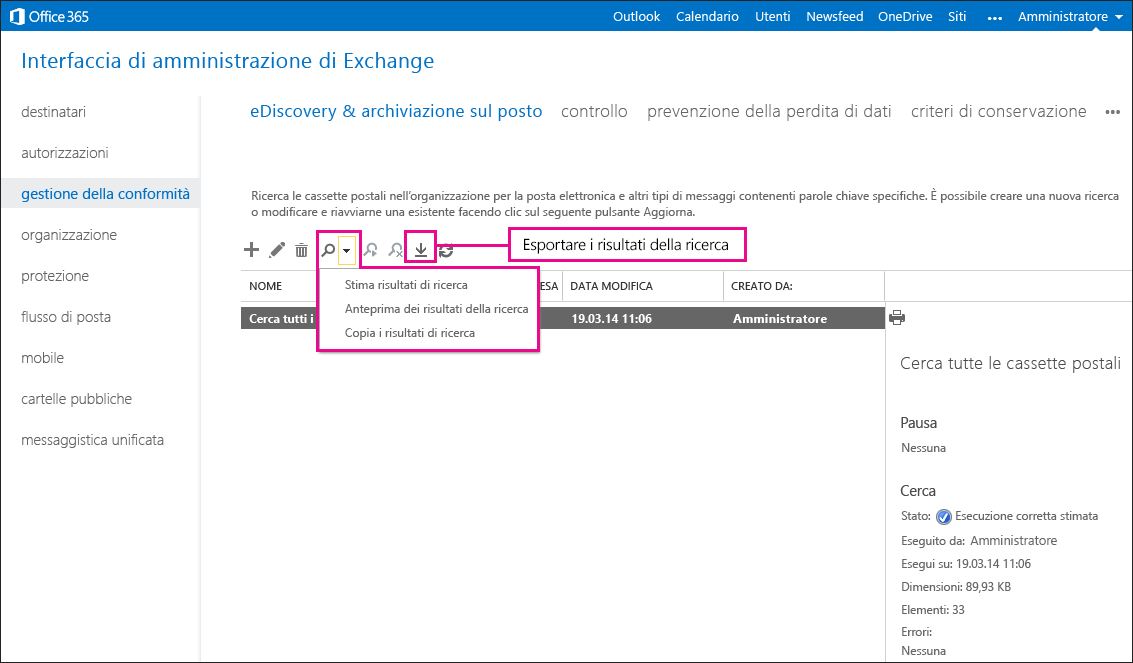 Office 365
Outlook Calendario Utenti Newsfeed OneDrive Siti ••• Amministratore
Interfaccia di amministrazione di Exchange
destinatari
autorizzazioni
gestione della conformità
organizzazione
protezione
flusso di posta
mobile
cartelle pubbliche
messaggistica unificata
eDiscovery & archiviazione sul posto controllo prevenzione della perdita di dati criteri di conservazione •••
Ricerca le cassette postali nell'organizzazione per la posta elettronica e altri tipi di messaggi contenenti parole chiave specifiche. È possibile creare una nuova ricerca
o modificare e riavviarne una esistente facendo clic sul seguente pulsante Aggiorna.
Esportare i risultati della ricerca
Stima risultati di ricerca
Anteprima dei risultati della ricerca
Copia i risultati di ricerca
NOME ESA DATA MODIFICA CREATO DA:
Cerca tutti i 19.03.14 11:06 Amministratore
Cerca tutte le cassette postali
Pausa
Nessuna
Cerca
Stato: Esecuzione corretta stimata
Eseguito da: Amministratore
Esegui su: 19.03.14 11:06
Dimensioni: 89,93 KB
Elementi: 33
Errori:
Nessuna